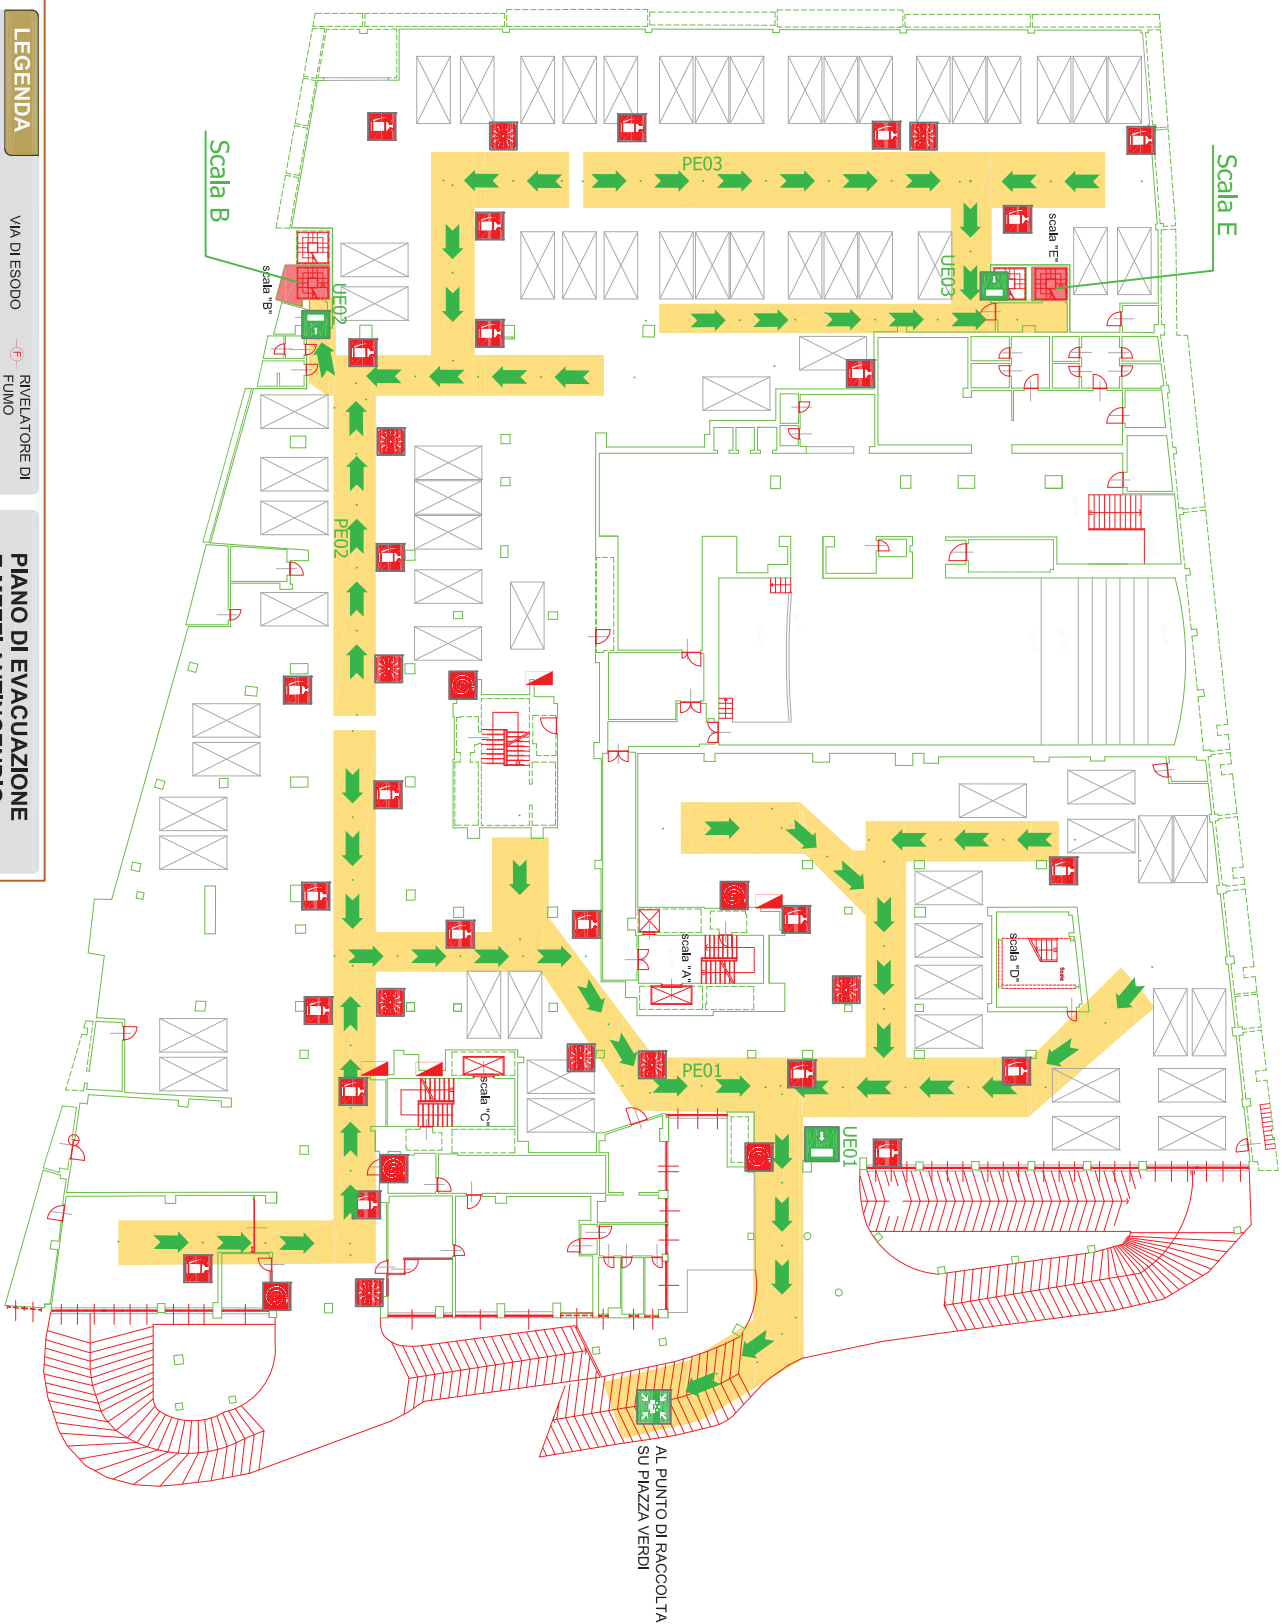 LEGENDA
VIA DI ESODO
F
RIVELATORE DI
FUMO
PIANO DI EVACUAZIONE
Scala B
Scala E
PE03
scala "E"
UE03
scala "B"
UE02
PE02
scala "A"
scala "D"
Scala
PE01
scala "C"
UE01
AL PUNTO DI RACCOLTA
SU PIAZZA VERDI